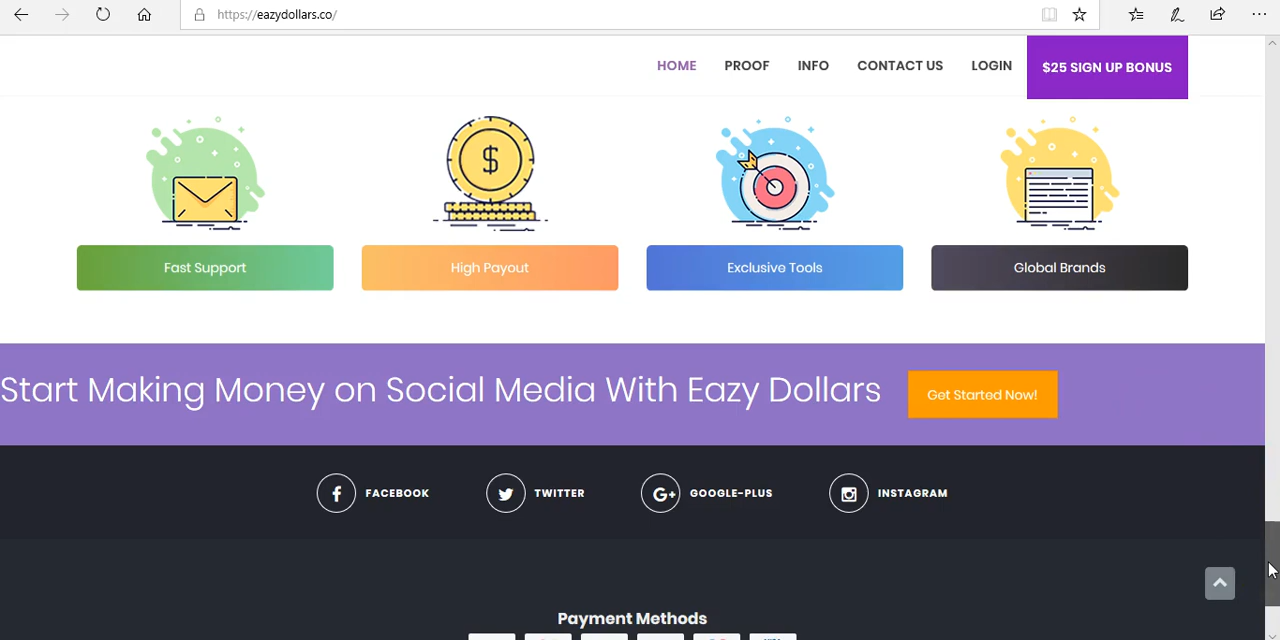 https://eazydollars.co/
HOME PROOF INFO CONTACT US LOGIN $25 SIGN UP BONUS
$
Fast Support High Payout Exclusive Tools Global Brands
Start Making Money on Social Media With Eazy Dollars Get Started Now!
f FACEBOOK TWITTER G+ GOOGLE-PLUS INSTAGRAM
Payment Methods